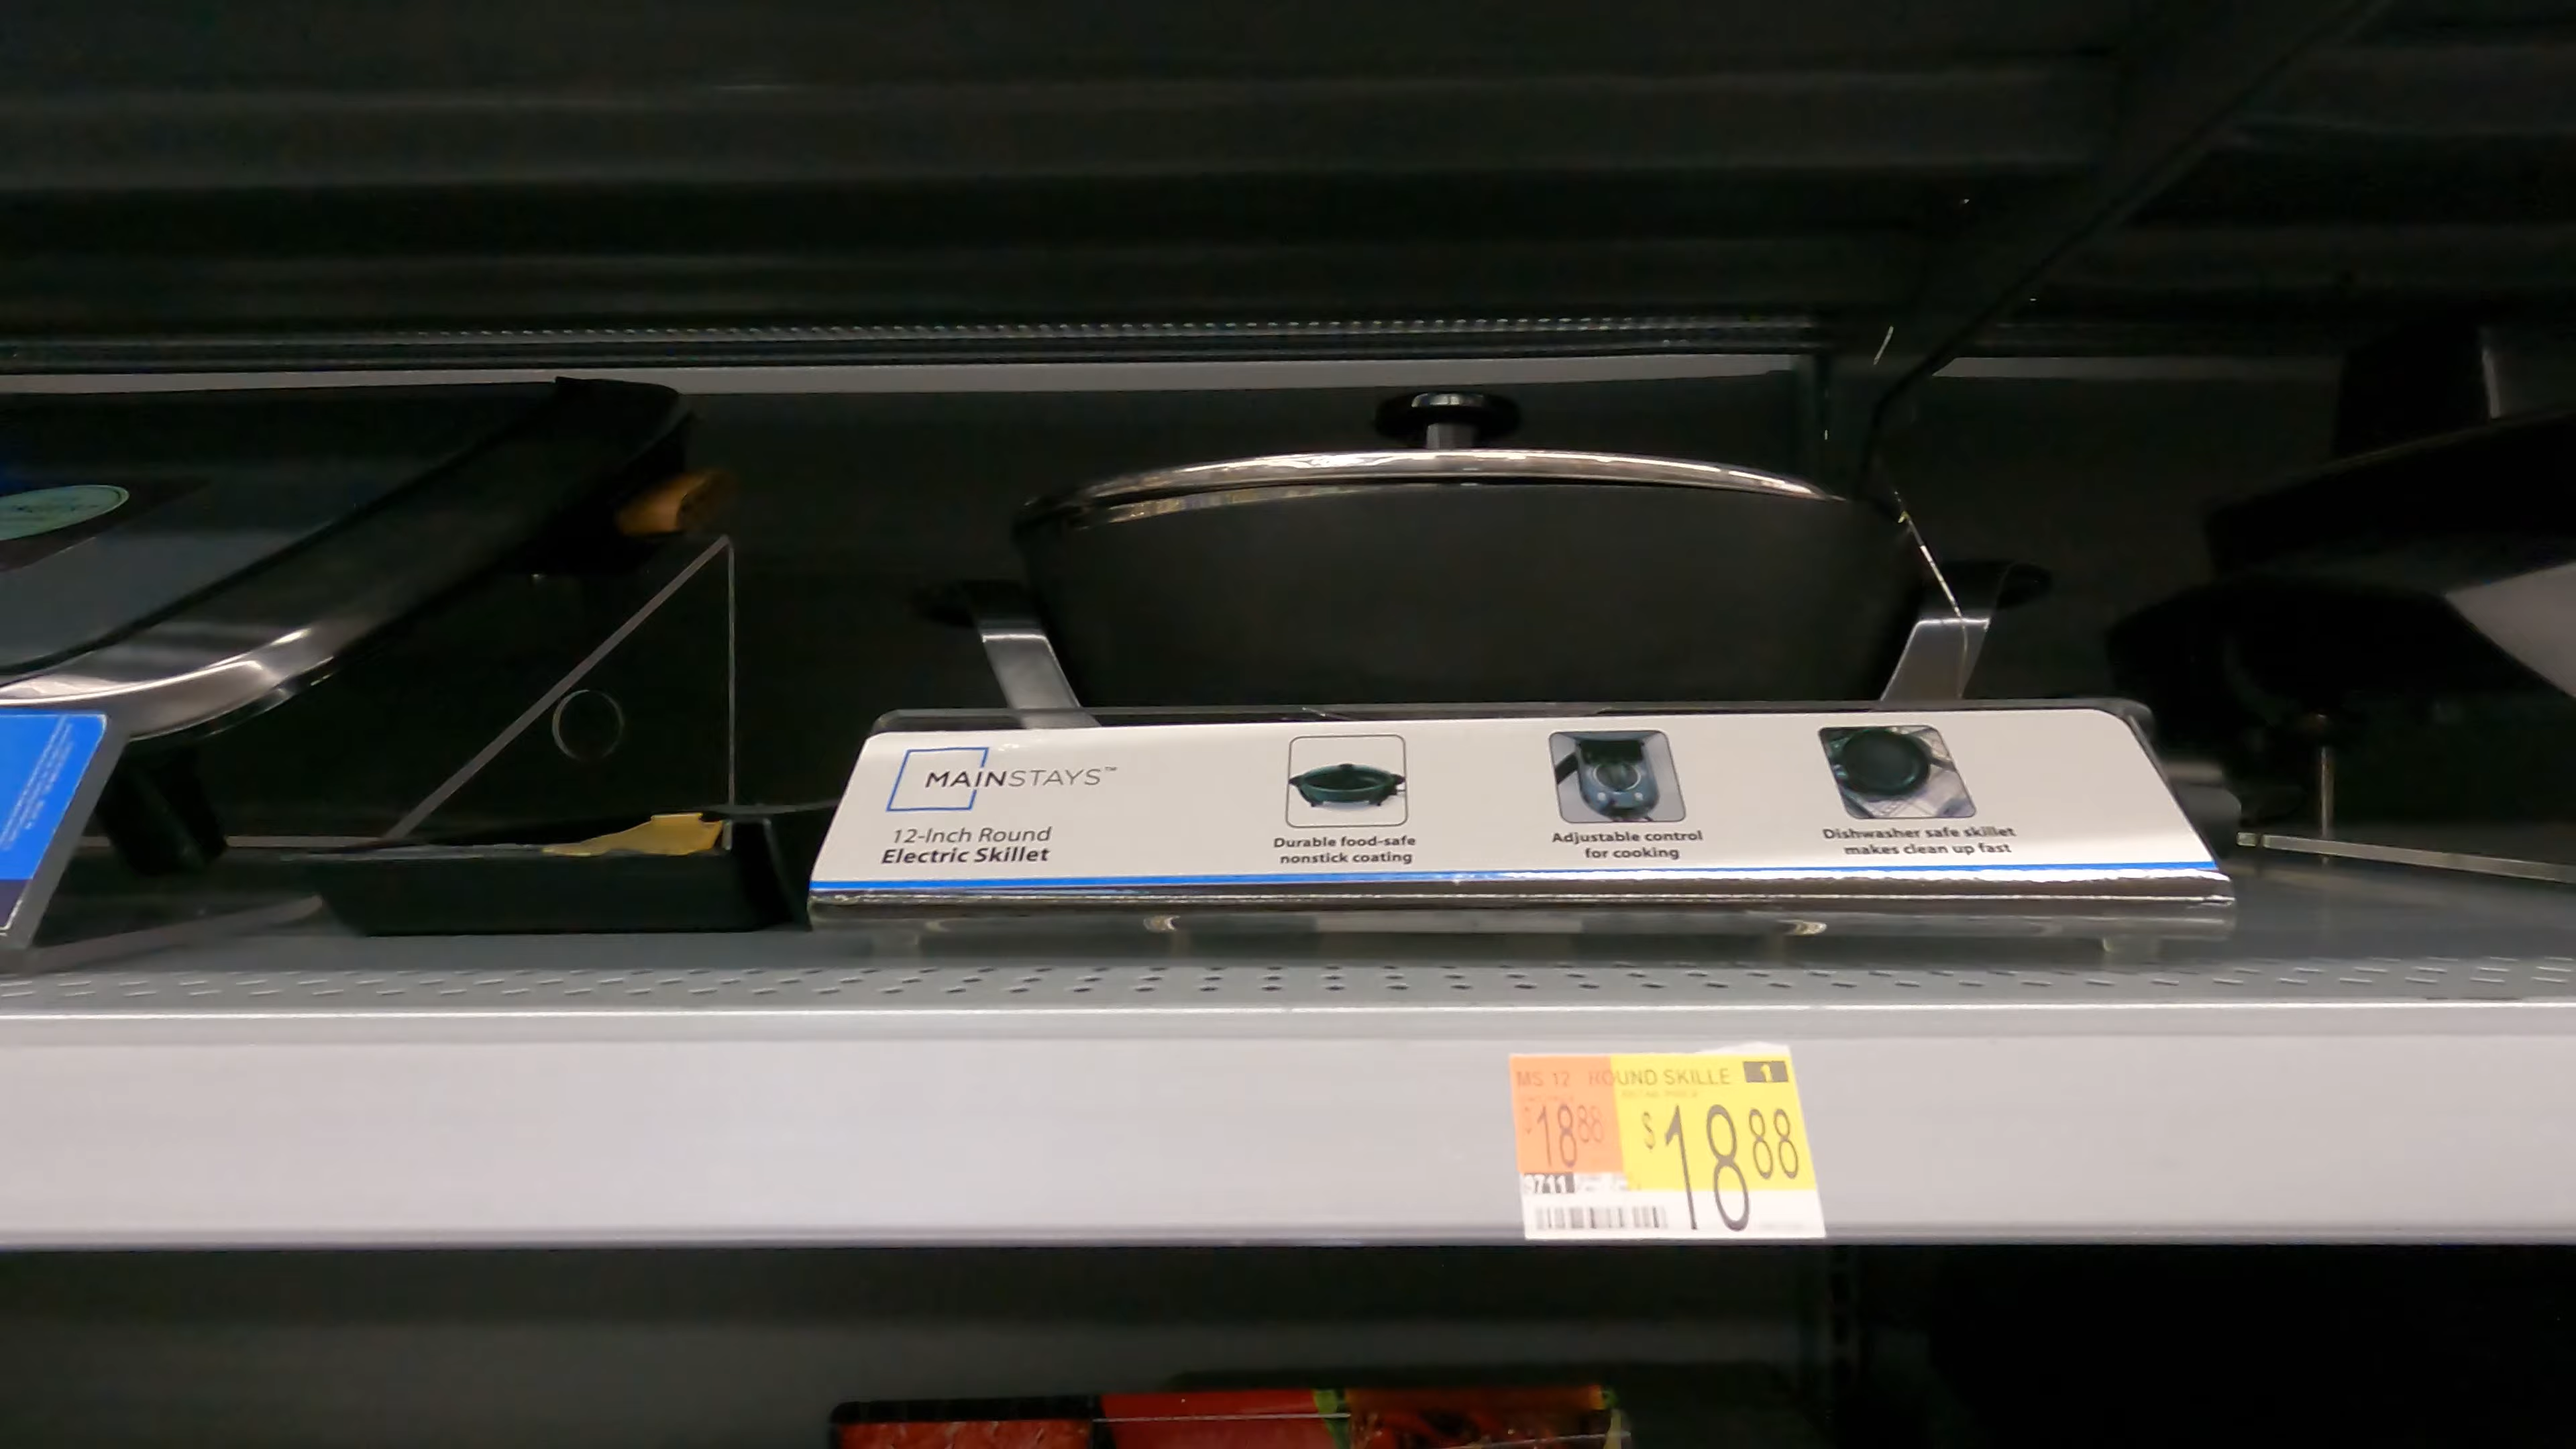 MAINSTAYS™
12-Inch Round
Electric Skillet
Durable food-safe
nonstick coating
Adjustable control
for cooking
Dishwasher safe skillet
makes clean up fast
MS 12 ROUND SKILLE 1
$18 88
$18 88
9711